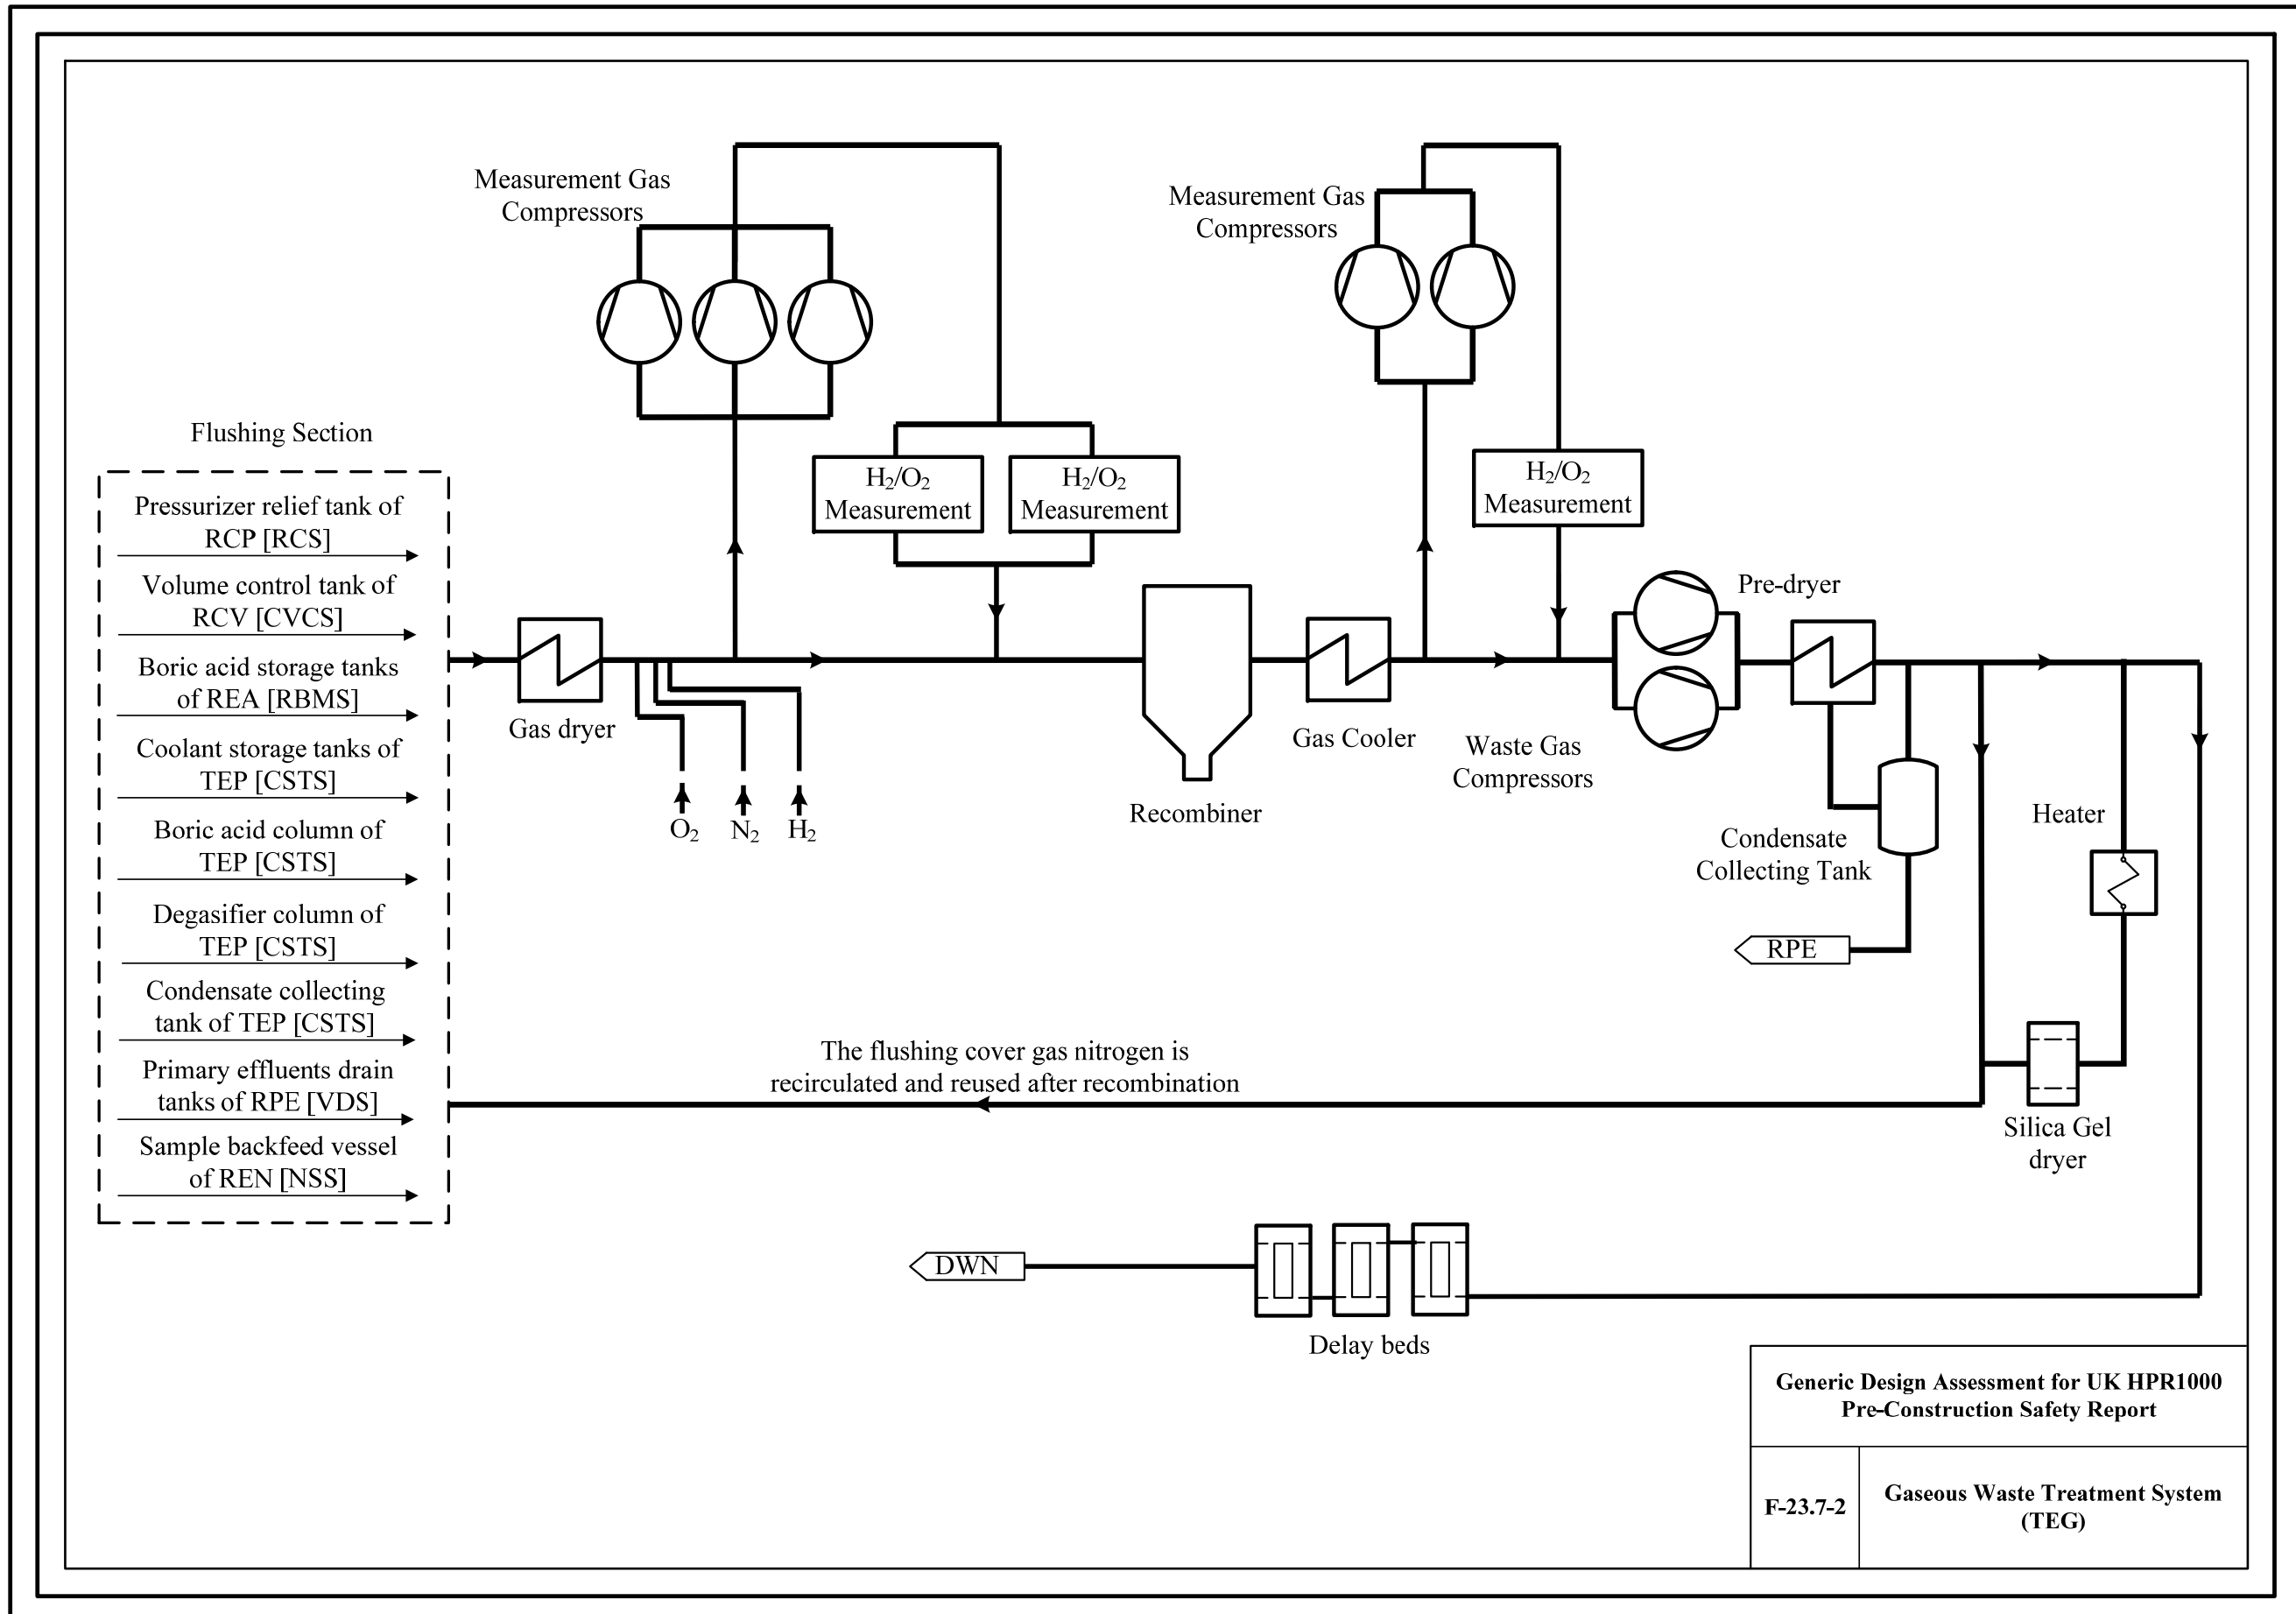 Measurement Gas
Compressors
Measurement Gas
Compressors
Flushing Section
Pressurizer relief tank of
RCP [RCS]
Volume control tank of
RCV [CVCS]
Boric acid storage tanks
of REA [RBMS]
Coolant storage tanks of
TEP [CSTS]
Boric acid column of
TEP [CSTS]
Degasifier column of
TEP [CSTS]
Condensate collecting
tank of TEP [CSTS]
Primary effluents drain
tanks of RPE [VDS]
Sample backfeed vessel
of REN [NSS]
H₂/O₂
Measurement
H₂/O₂
Measurement
H₂/O₂
Measurement
Gas dryer
O₂
N₂
H₂
Recombiner
Gas Cooler
Waste Gas
Compressors
Pre-dryer
Condensate
Collecting Tank
Heater
RPE
The flushing cover gas nitrogen is
recirculated and reused after recombination
Silica Gel
dryer
DWN
Delay beds
Generic Design Assessment for UK HPR1000
Pre-Construction Safety Report
F-23.7-2
Gaseous Waste Treatment System
(TEG)